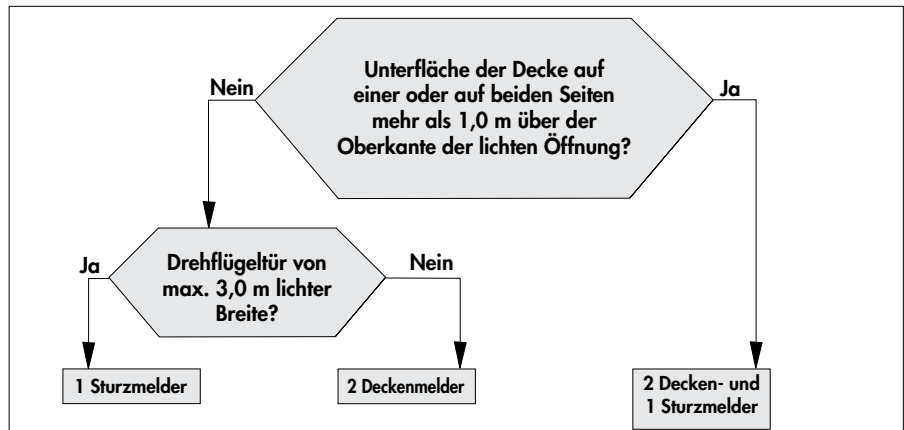 Unterfläche der Decke auf
einer oder auf beiden Seiten
mehr als 1,0 m über der
Oberkante der lichten Öffnung?
Nein
Ja
Drehflügeltür von
max. 3,0 m lichter
Breite?
Ja
Nein
1 Sturzmelder
2 Deckenmelder
2 Decken- und
1 Sturzmelder